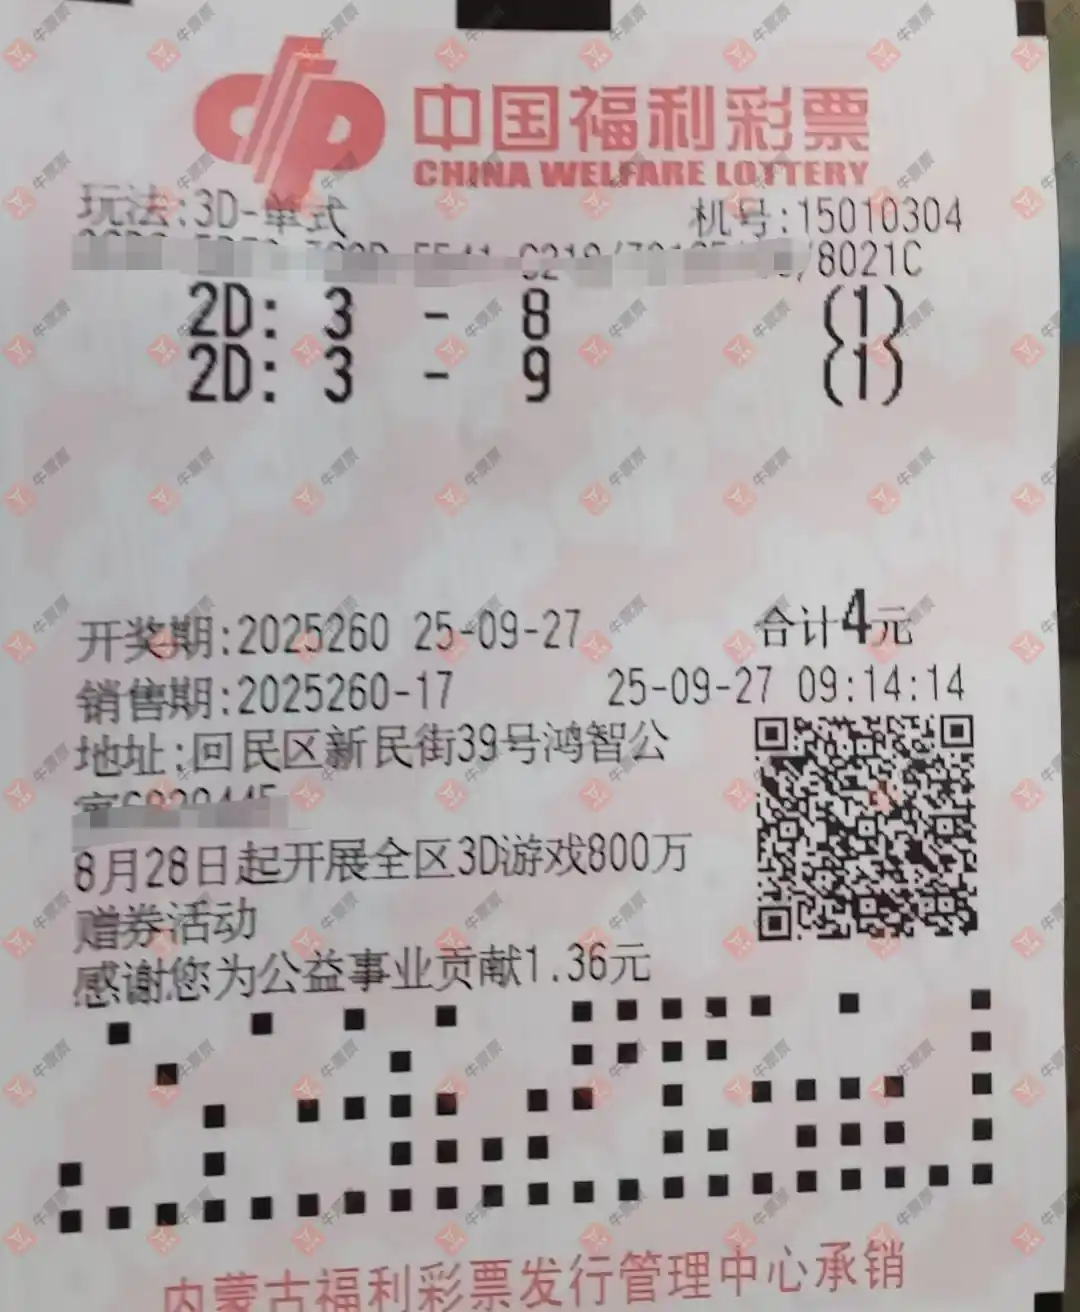 中国福利彩票
CHINA WELFARE LOTTERY
玩法:3D-单式 机号:15010304
/8021C
2D: 3 - 8 (1)
2D: 3 - 9 (1)
开奖期:2025260 25-09-27 合计4元
销售期:2025260-17 25-09-27 09:14:14
地址:回民区新民街39号鸿智公
8月28日起开展全区3D游戏800万
赠券活动
感谢您为公益事业贡献1.36元
内蒙古福利彩票发行管理中心承销
牛票票